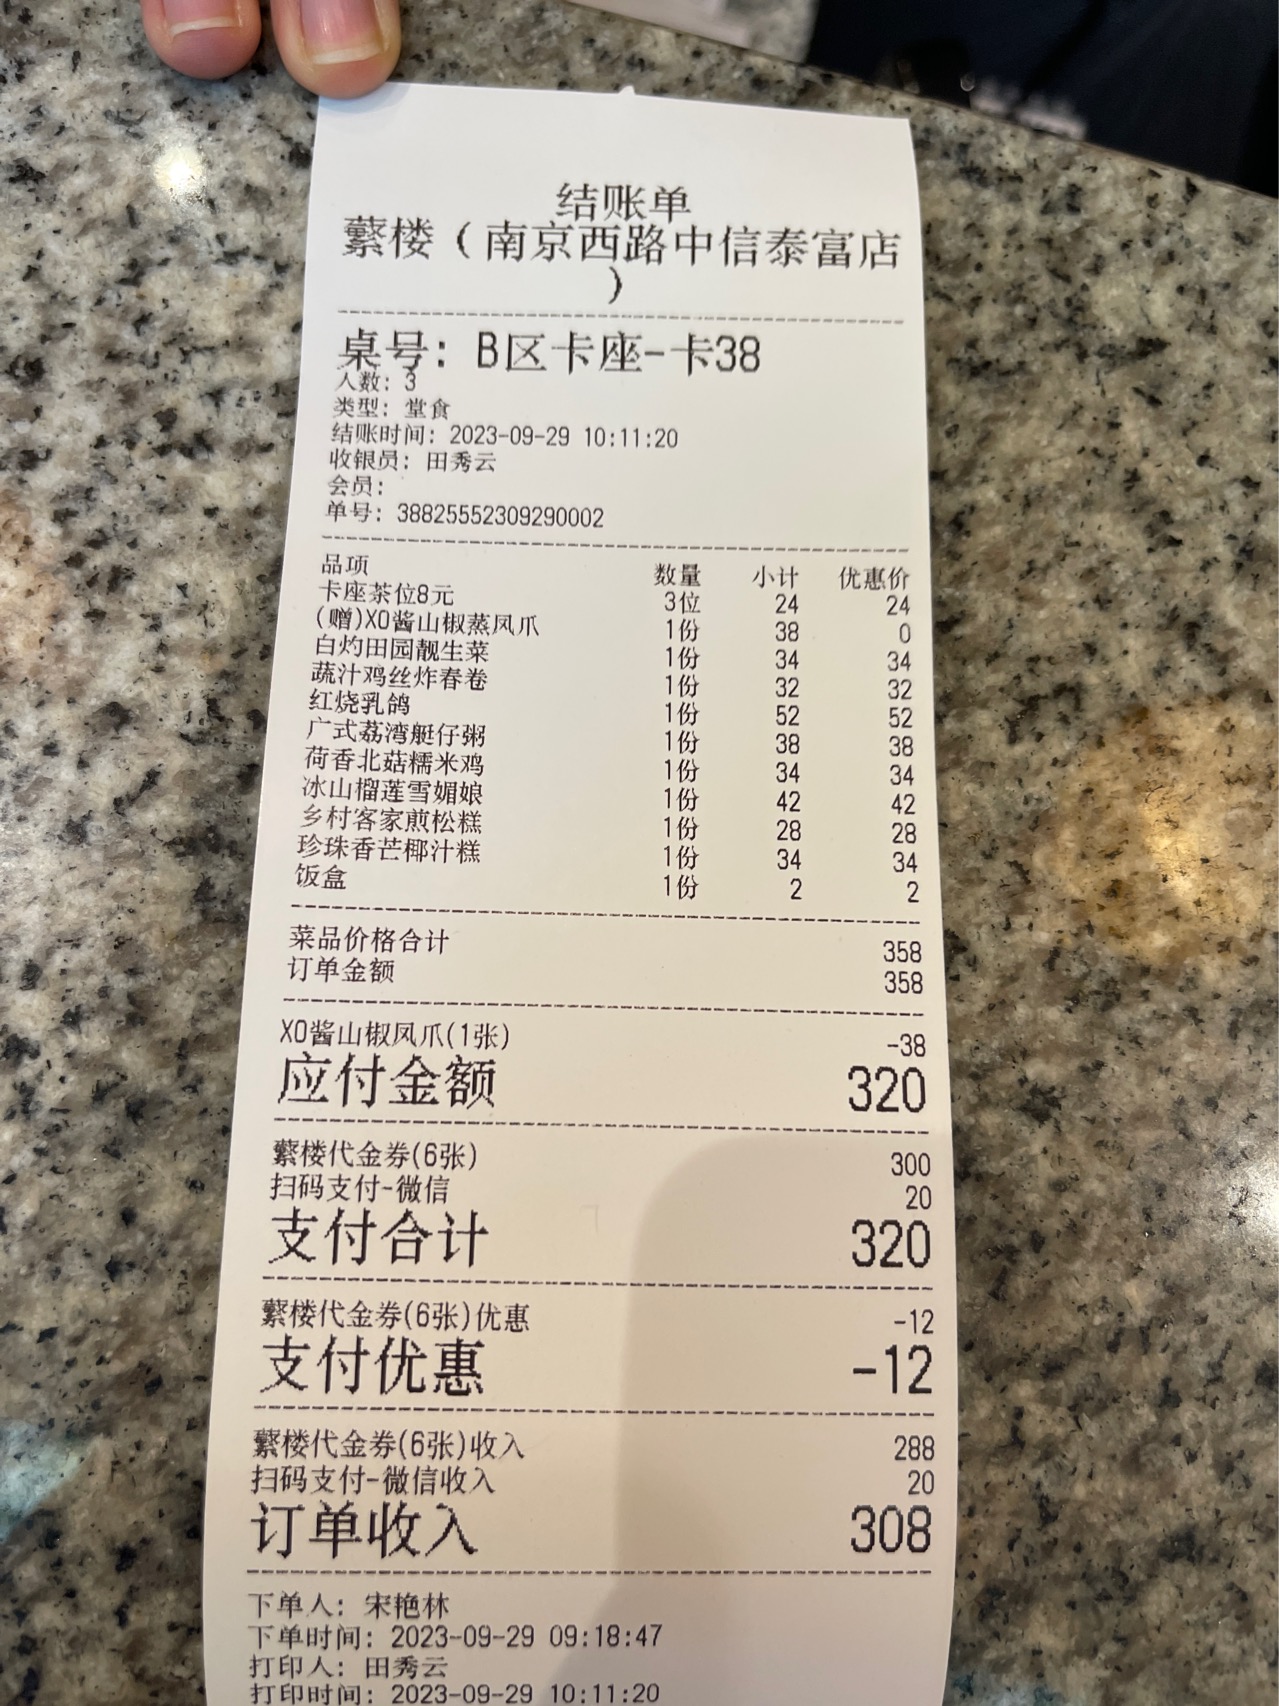 结账单
蘩楼（南京西路中信泰富店
）
桌号: B区卡座-卡38
人数: 3
类型: 堂食
结账时间: 2023-09-29 10:11:20
收银员: 田秀云
会员:
单号: 388255552309290002
品项 数量 小计 优惠价
卡座茶位8元 3位 24 24
(赠)XO酱山椒蒸凤爪 1份 38 0
白灼田园靓生菜 1份 34 34
蔬汁鸡丝炸春卷 1份 32 32
红烧乳鸽 1份 52 52
广式荔湾艇仔粥 1份 38 38
荷香北菇糯米鸡 1份 34 34
冰山榴莲雪媚娘 1份 42 42
乡村客家煎松糕 1份 28 28
珍珠香芒椰汁糕 1份 34 34
饭盒 1份 2 2
菜品价格合计 358
订单金额 358
XO酱山椒凤爪(1张) -38
应付金额 320
蘩楼代金券(6张) 300
扫码支付-微信 20
支付合计 320
蘩楼代金券(6张)优惠 -12
支付优惠 -12
蘩楼代金券(6张)收入 288
扫码支付-微信收入 20
订单收入 308
下单人: 宋艳林
下单时间: 2023-09-29 09:18:47
打印人: 田秀云
打印时间: 2023-09-29 10:11:20